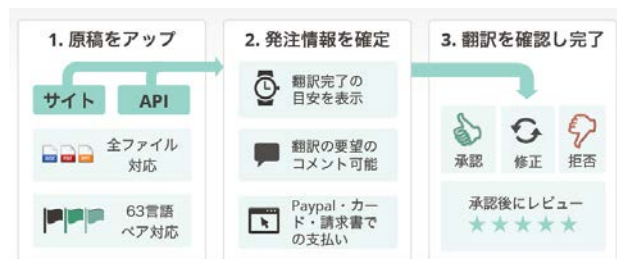 1. 原稿をアップ
サイト
API
全ファイル
対応
63言語
ペア対応
2. 発注情報を確定
翻訳完了の
目安を表示
翻訳の要望の
コメント可能
Paypal・カー
ド・請求書で
の支払い
3. 翻訳を確認し完了
承認
修正
拒否
承認後にレビュー